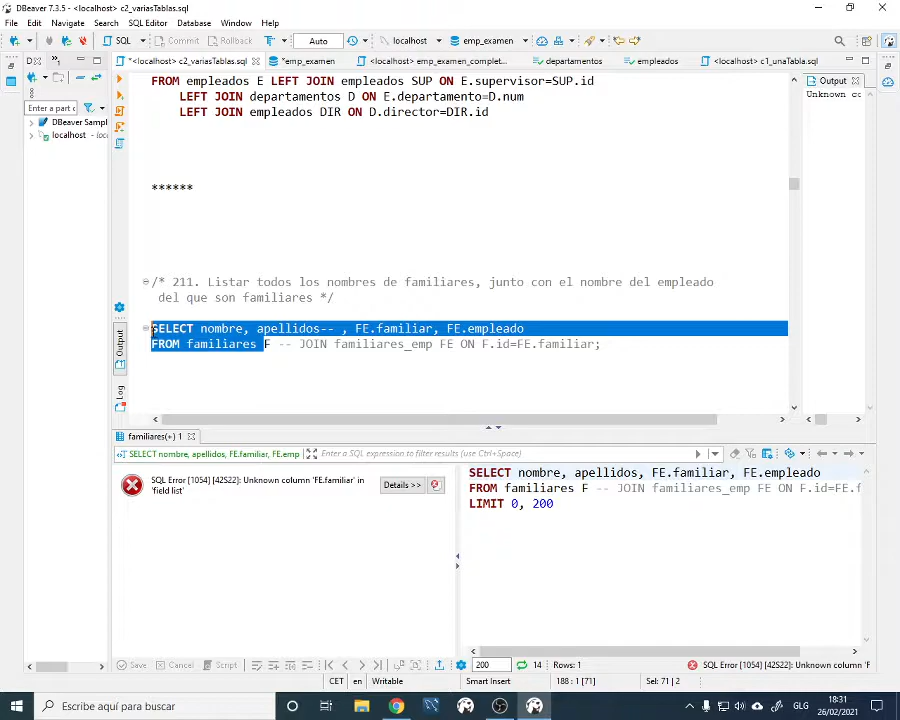 DBeaver 7.3.5 - <localhost> c2_variasTablas.sql
File Edit Navigate Search SQL Editor Database Window Help
SQL Commit Rollback Auto localhost emp_examen
*<localhost> c2_variasTablas.sql *emp_examen <localhost> emp_examen_complet... departamentos empleados <localhost> c1_unaTabla.sql
Output
Unknown
Enter a part
DBeaver Sampl
localhost - loc
FROM empleados E LEFT JOIN empleados SUP ON E.supervisor=SUP.id
LEFT JOIN departamentos D ON E.departamento=D.num
LEFT JOIN empleados DIR ON D.director=DIR.id
******
/* 211. Listar todos los nombres de familiares, junto con el nombre del empleado
del que son familiares */
SELECT nombre, apellidos-- , FE.familiar, FE.empleado
FROM familiares F -- JOIN familiares_emp FE ON F.id=FE.familiar;
Output
Log
familiares(+) 1
SELECT nombre, apellidos, FE.familiar, FE.emp Enter a SQL expression to filter results (use Ctrl+Space)
SQL Error [1054] [42S22]: Unknown column 'FE.familiar' in
'field list'
Details >>
SELECT nombre, apellidos, FE.familiar, FE.empleado
FROM familiares F -- JOIN familiares_emp FE ON F.id=FE.f
LIMIT 0, 200
Save Cancel Script 200 14 Rows: 1 SQL Error [1054] [42S22]: Unknown column 'F
CET en Writable Smart Insert 188 : 1 [71] Sel: 71 | 2
Escribe aquí para buscar
GLG
18:31
26/02/2021